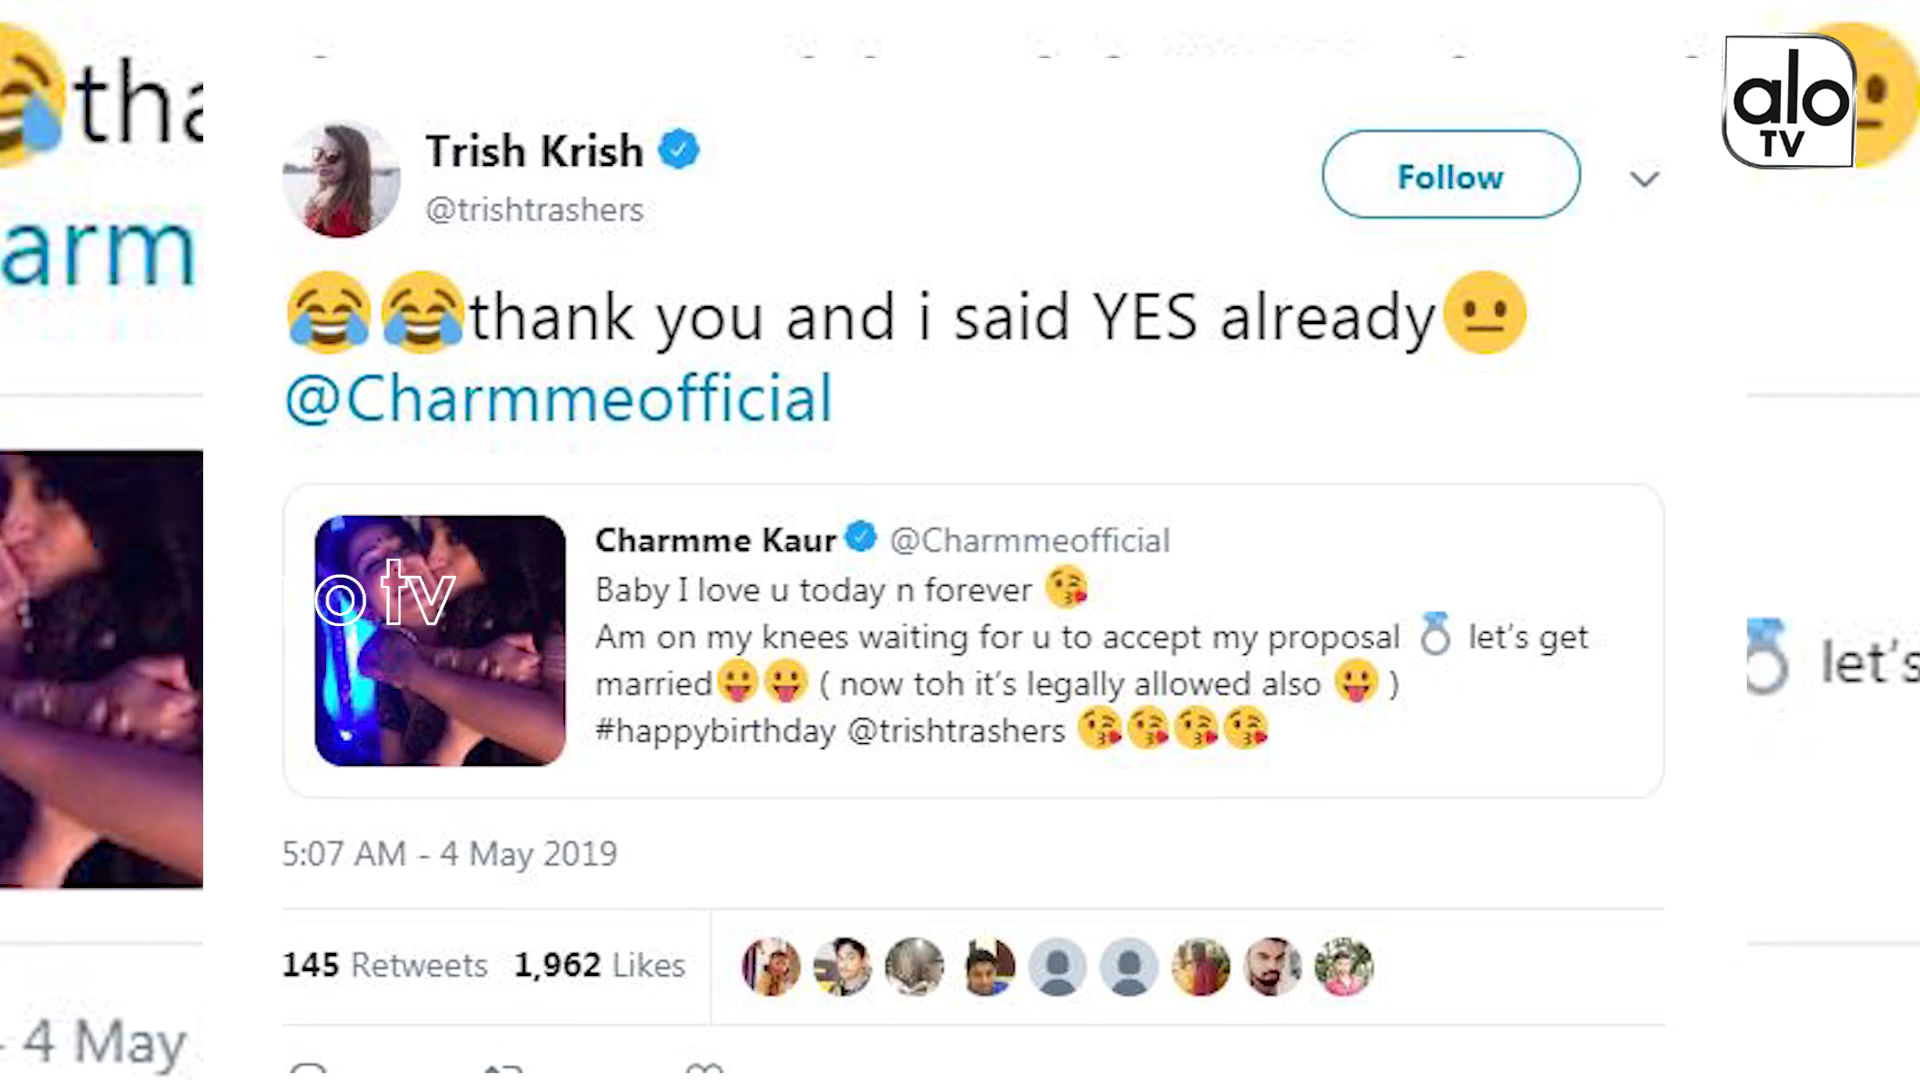 alo
TV
Trish Krish
@trishtrashers
Follow
😂😂thank you and i said YES already😐
@Charmmeofficial
Charmme Kaur @Charmmeofficial
Baby I love u today n forever 😘
Am on my knees waiting for u to accept my proposal 💍 let's get
married😛😛 ( now toh it's legally allowed also 😛 )
#happybirthday @trishtrashers 😘😘😘😘
o tv
5:07 AM - 4 May 2019
145 Retweets 1,962 Likes
tha
arm
let's
- 4 May